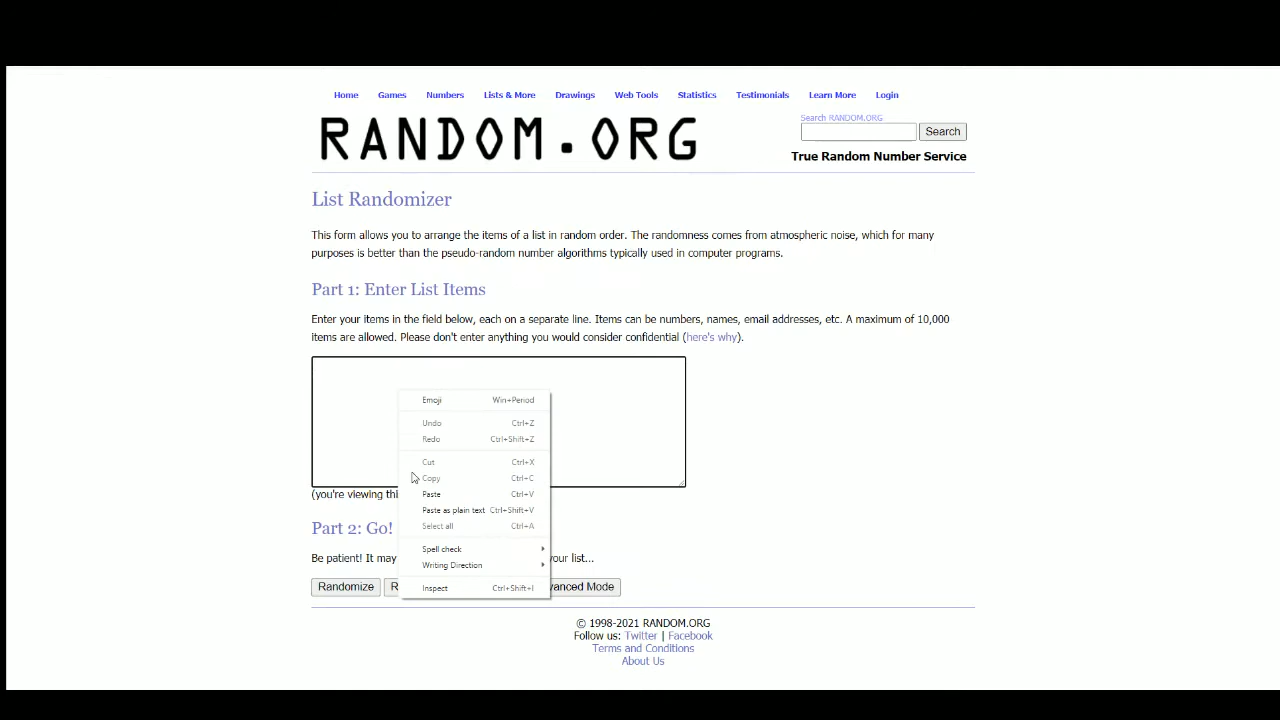 Home Games Numbers Lists & More Drawings Web Tools Statistics Testimonials Learn More Login
RANDOM.ORG
Search RANDOM.ORG
Search
True Random Number Service
List Randomizer
This form allows you to arrange the items of a list in random order. The randomness comes from atmospheric noise, which for many
purposes is better than the pseudo-random number algorithms typically used in computer programs.
Part 1: Enter List Items
Enter your items in the field below, each on a separate line. Items can be numbers, names, email addresses, etc. A maximum of 10,000
items are allowed. Please don't enter anything you would consider confidential (here's why).
Emoji Win+Period
Undo Ctrl+Z
Redo Ctrl+Shift+Z
Cut Ctrl+X
Copy Ctrl+C
Paste Ctrl+V
Paste as plain text Ctrl+Shift+V
Select all Ctrl+A
Spell check
Writing Direction
Inspect Ctrl+Shift+I
(you're viewing
Part 2: Go!
Be patient! It may your list...
Randomize Mode
© 1998-2021 RANDOM.ORG
Follow us: Twitter | Facebook
Terms and Conditions
About Us